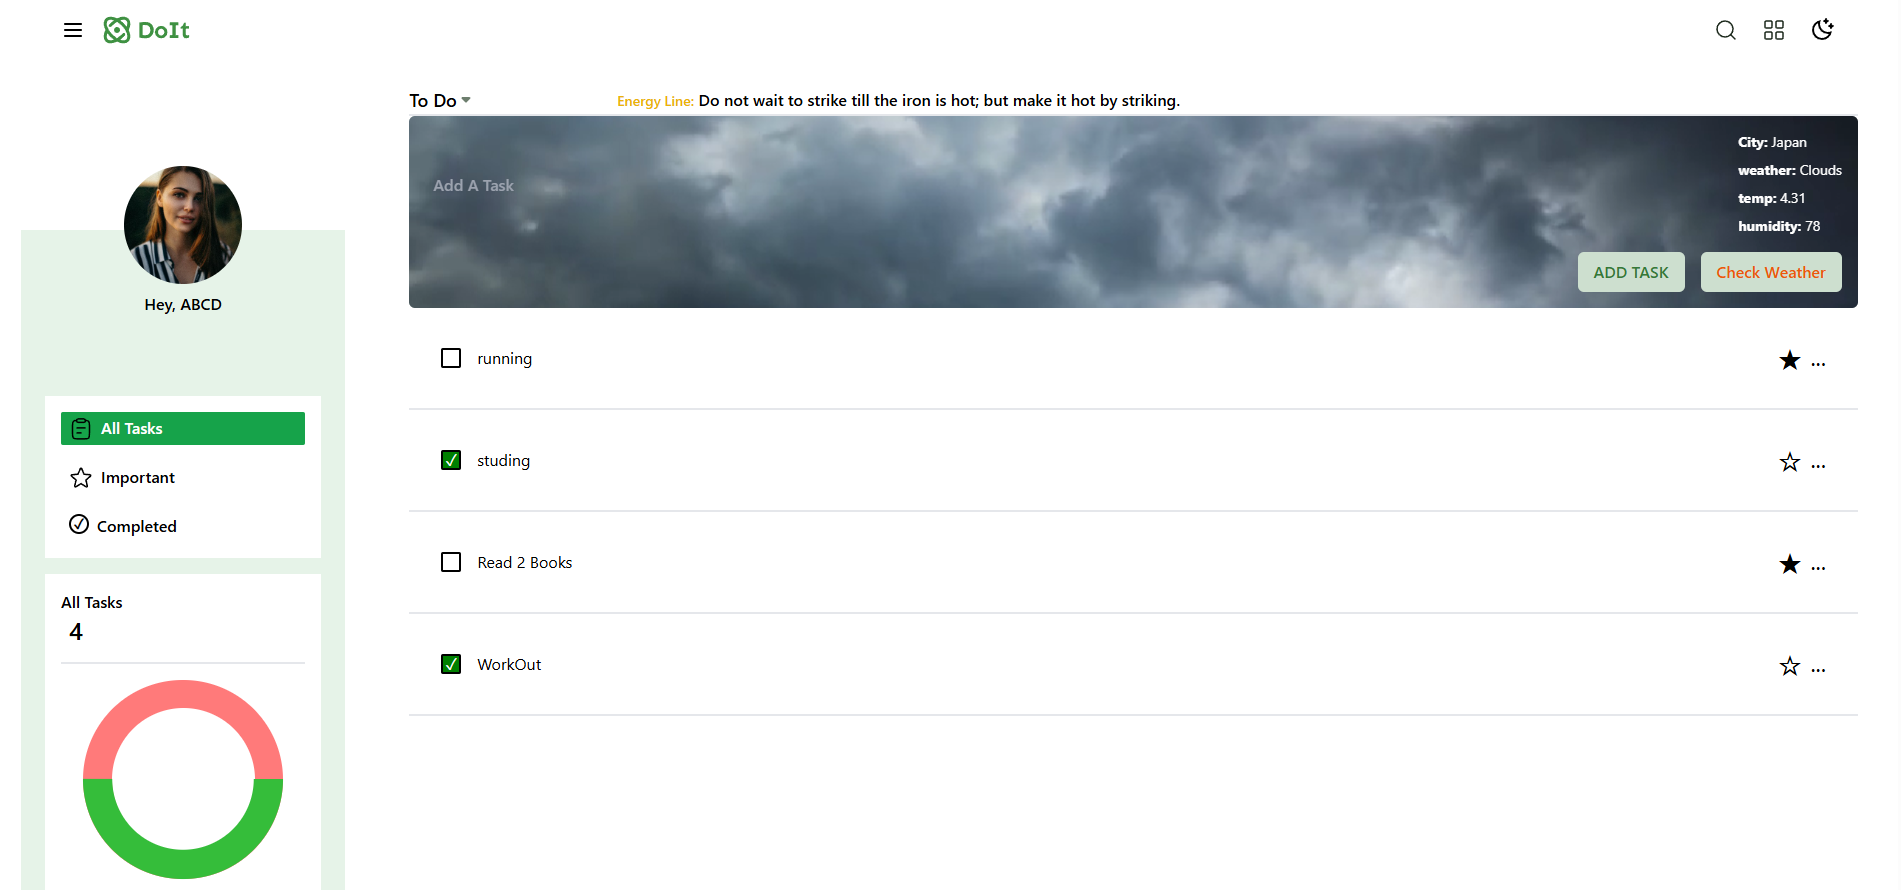 DoIt
To Do
Energy Line: Do not wait to strike till the iron is hot; but make it hot by striking.
Add A Task
City: Japan
weather: Clouds
temp: 4.31
humidity: 78
ADD TASK
Check Weather
Hey, ABCD
All Tasks
Important
Completed
All Tasks
4
running
...
studing
...
Read 2 Books
...
WorkOut
...